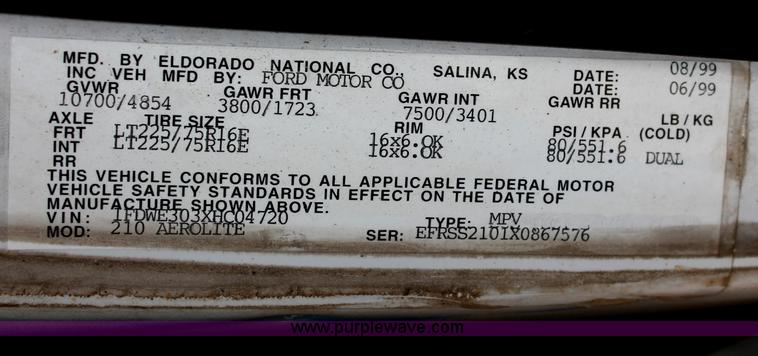 MFD. BY ELDORADO NATIONAL CO., SALINA, KS DATE: 08/99
INC VEH MFD BY: FORD MOTOR CO DATE: 06/99
GVWR GAWR FRT GAWR INT GAWR RR
10700/4854 3800/1723 7500/3401 LB / KG
AXLE TIRE SIZE RIM PSI / KPA (COLD)
FRT LT225/75R16E 16x6.0K 80/551.6
INT LT225/75R16E 16x6.0K 80/551.6 DUAL
RR
THIS VEHICLE CONFORMS TO ALL APPLICABLE FEDERAL MOTOR
VEHICLE SAFETY STANDARDS IN EFFECT ON THE DATE OF
MANUFACTURE SHOWN ABOVE.
VIN: 1FDWE303XHC04720 TYPE: MPV
MOD: 210 AEROLITE SER: EFRSS2101X0867576
www.purplewave.com